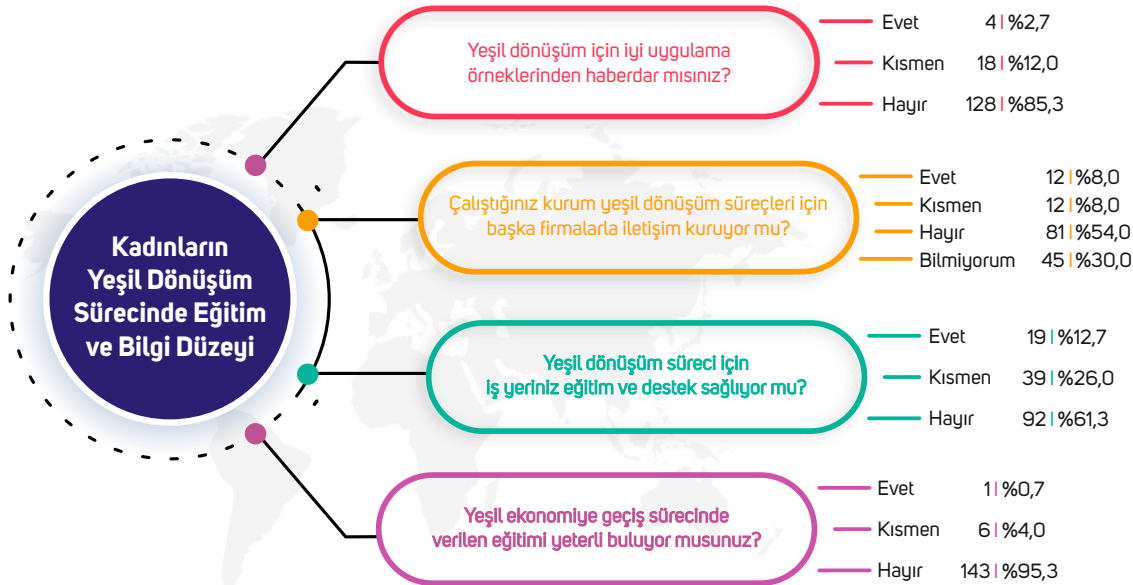 Kadınların
Yeşil Dönüşüm
Sürecinde Eğitim
ve Bilgi Düzeyi
Yeşil dönüşüm için iyi uygulama
örneklerinden haberdar mısınız?
Evet 4 | %2,7
Kısmen 18 | %12,0
Hayır 128 | %85,3
Çalıştığınız kurum yeşil dönüşüm süreçleri için
başka firmalarla iletişim kuruyor mu?
Evet 12 | %8,0
Kısmen 12 | %8,0
Hayır 81 | %54,0
Bilmiyorum 45 | %30,0
Yeşil dönüşüm süreci için
iş yeriniz eğitim ve destek sağlıyor mu?
Evet 19 | %12,7
Kısmen 39 | %26,0
Hayır 92 | %61,3
Yeşil ekonomiye geçiş sürecinde
verilen eğitimi yeterli buluyor musunuz?
Evet 1 | %0,7
Kısmen 6 | %4,0
Hayır 143 | %95,3